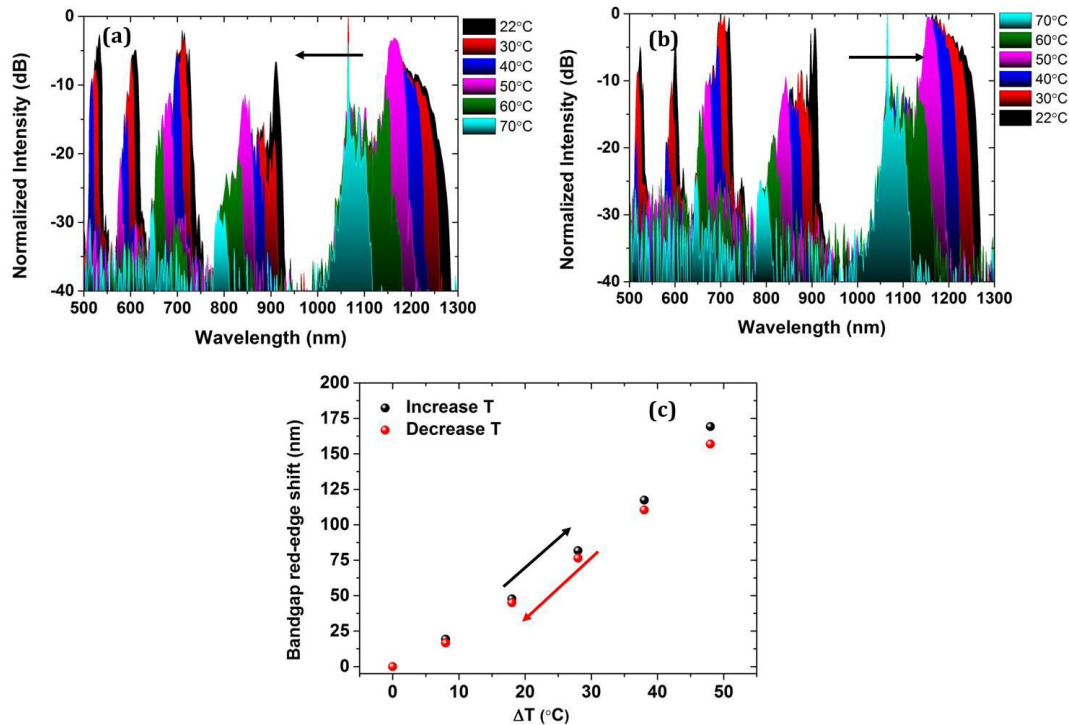 (a)
Normalized Intensity (dB)
0
-10
-20
-30
-40
500 600 700 800 900 1000 1100 1200 1300
Wavelength (nm)
22°C
30°C
40°C
50°C
60°C
70°C
(b)
Normalized Intensity (dB)
0
-10
-20
-30
-40
500 600 700 800 900 1000 1100 1200 1300
Wavelength (nm)
70°C
60°C
50°C
40°C
30°C
22°C
(c)
Increase T
Decrease T
Bandgap red-edge shift (nm)
200
175
150
125
100
75
50
25
0
0 10 20 30 40 50
ΔT (°C)